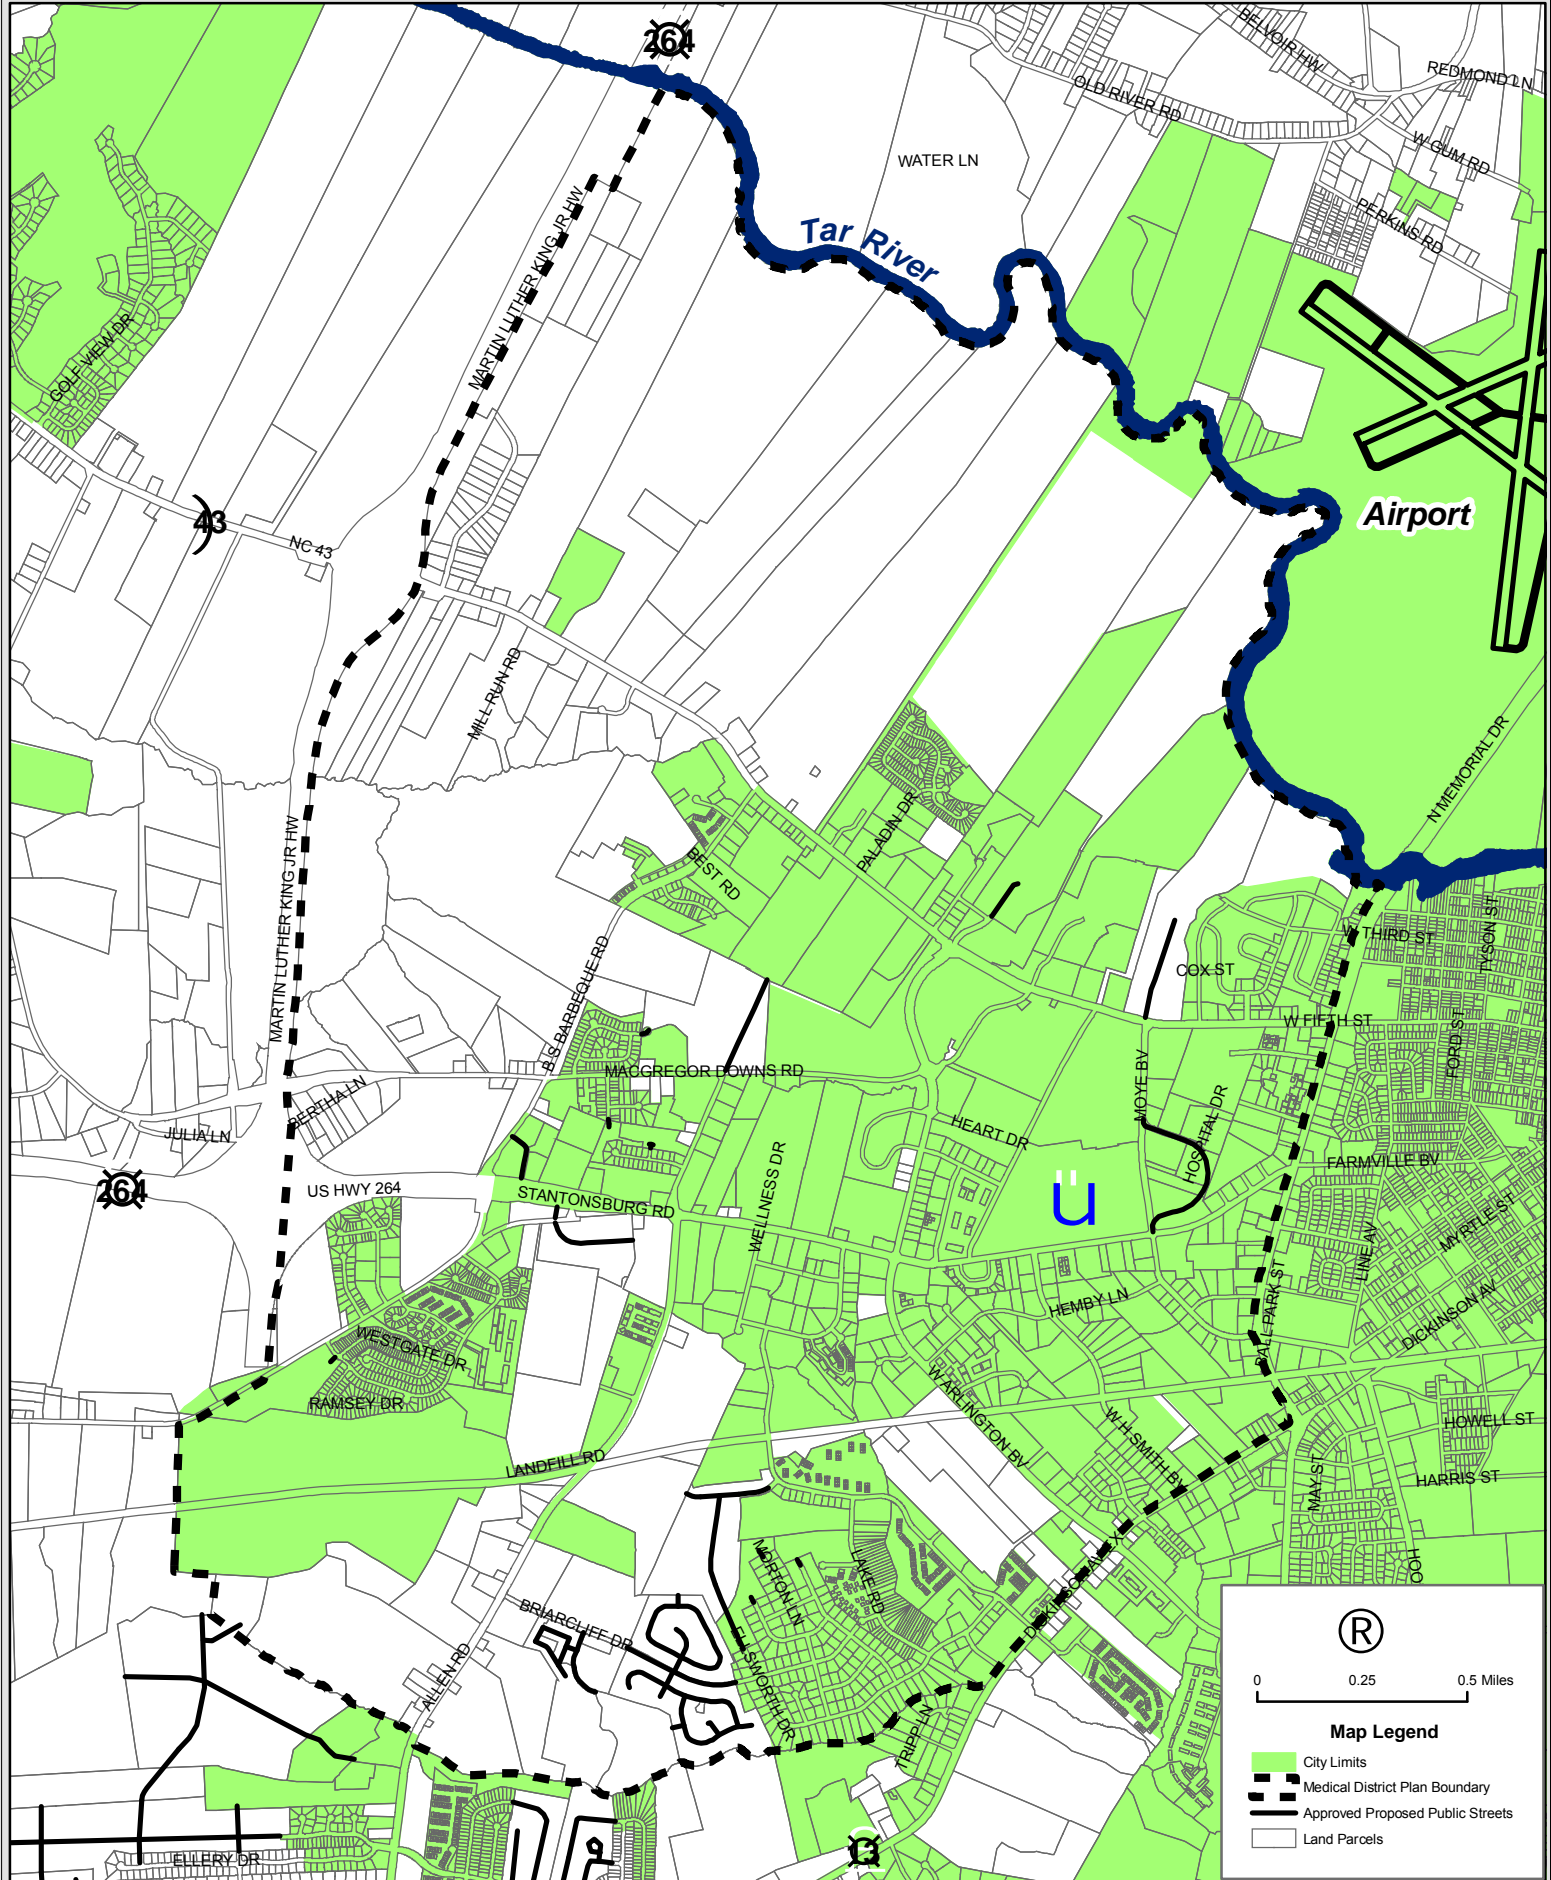 264
BELVOIR HW
REDMOND LN
OLD RIVER RD
W GUM RD
WATER LN
PERKINS RD
Tar River
MARTIN LUTHER KING JR HW
GOLF VIEW DR
43
NC 43
Airport
MILL RUN RD
N MEMORIAL DR
PALADIN DR
BEST RD
MARTIN LUTHER KING JR HW
B S BARBEQUE RD
W THIRD ST
TYSON ST
COX ST
W FIFTH ST
FORD ST
MACGREGOR DOWNS RD
MOYE BV
BERTHA LN
JULIA LN
HEART DR
HOSPITAL DR
FARMVILLE BV
264
US HWY 264
STANTONSBURG RD
WELLNESS DR
ü
MYRTLE ST
LINE AV
HEMBY LN
DICKINSON AV
WESTGATE DR
RAMSEY DR
W ARLINGTON BV
W H SMITH BV
HOWELL ST
LANDFILL RD
MAY ST
HARRIS ST
HOO
MORTON LN
LAKE RD
BRIARCLIFF DR
ELLSWORTH DR
ALLEN RD
TRIPP LN
13
ELLERY DR
®
0 0.25 0.5 Miles
Map Legend
City Limits
Medical District Plan Boundary
Approved Proposed Public Streets
Land Parcels